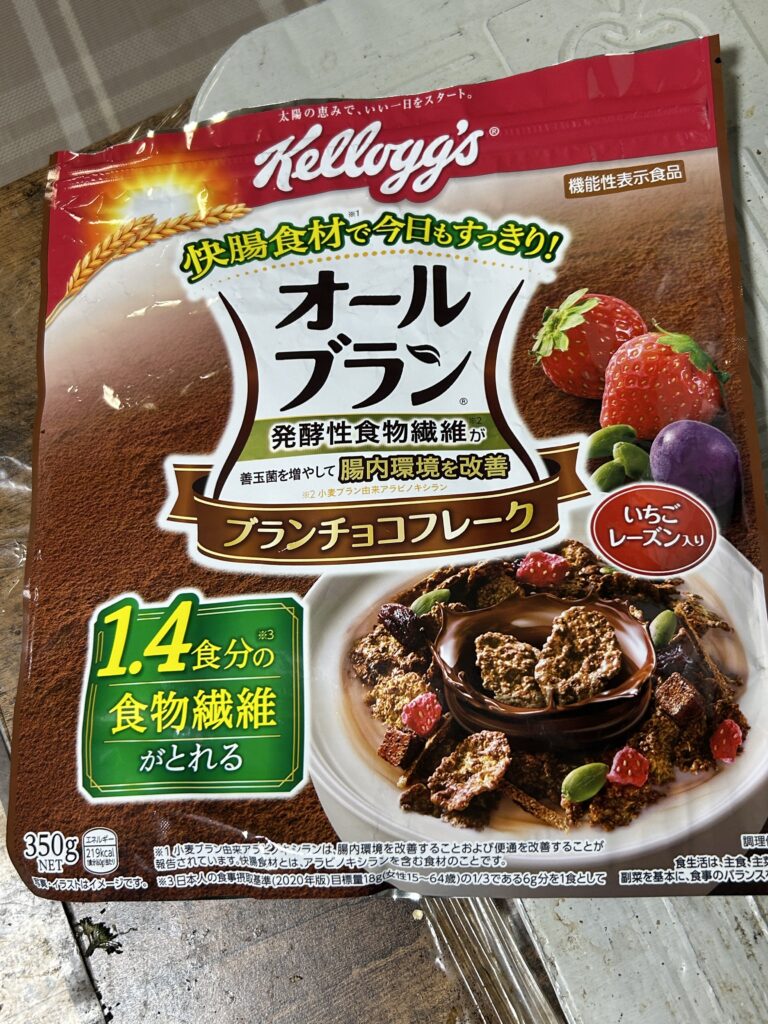 太陽の恵みで、いい一日をスタート。
Kelloggʼs®
機能性表示食品
快腸食材※1で今日もすっきり!
オール
ブラン®
発酵性食物繊維※2が
善玉菌を増やして腸内環境を改善
※2 小麦ブラン由来アラビノキシラン
ブランチョコフレーク
いちご
レーズン入り
1.4食分の※3
食物繊維
がとれる
350g
NET
エネルギー
219kcal
写真・イラストはイメージです。
※1 小麦ブラン由来アラビノキシランは、腸内環境を改善することおよび便通を改善することが
報告されています。快腸食材とは、アラビノキシランを含む食材のことです。
※3 日本人の食事摂取基準(2020年版)目標量18g(女性15~64歳)の1/3である6g分を1食として
調理
食生活は、主食、主菜
副菜を基本に、食事のバランス